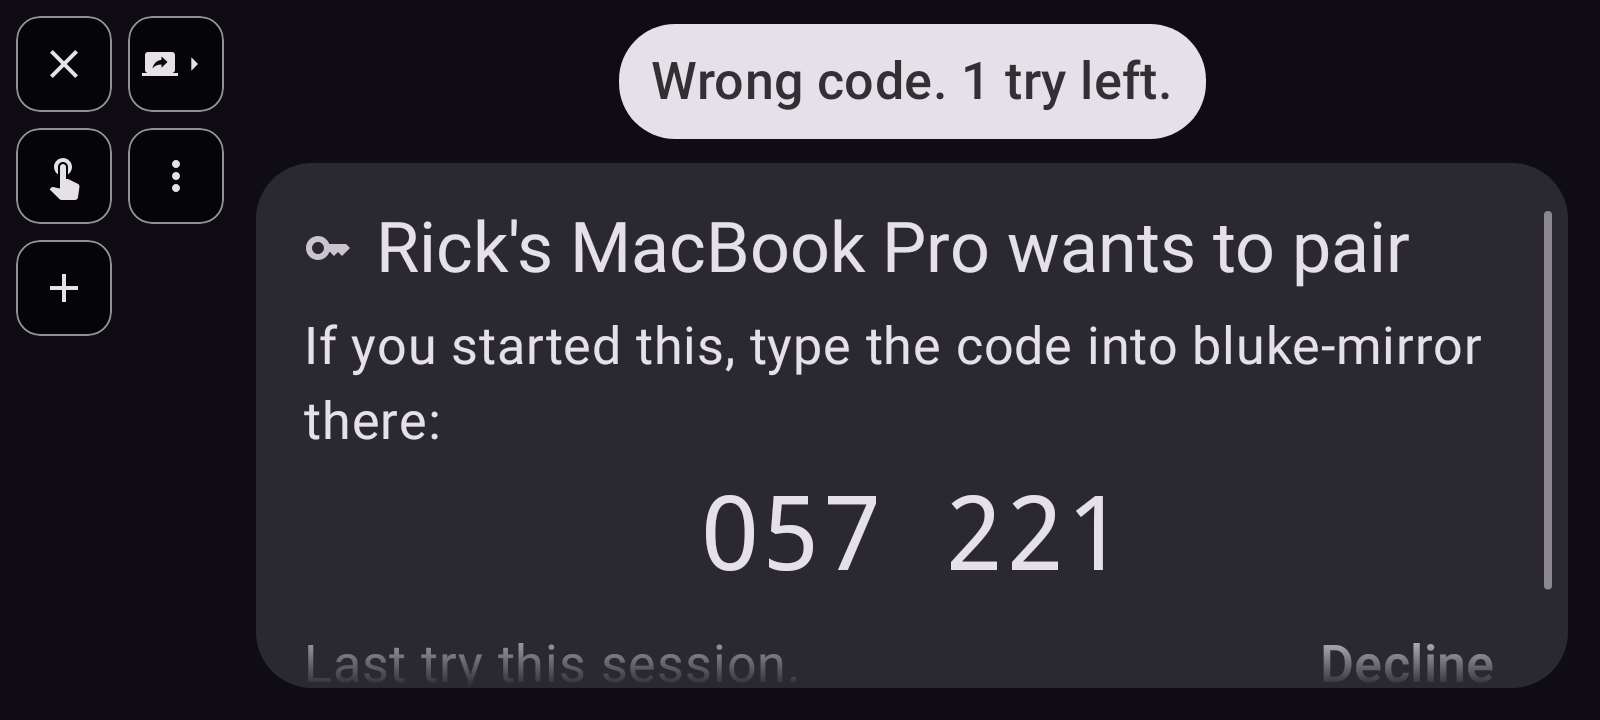 Wrong code. 1 try left.
Rick's MacBook Pro wants to pair
If you started this, type the code into bluke-mirror
there:
057 221
Last try this session.
Decline